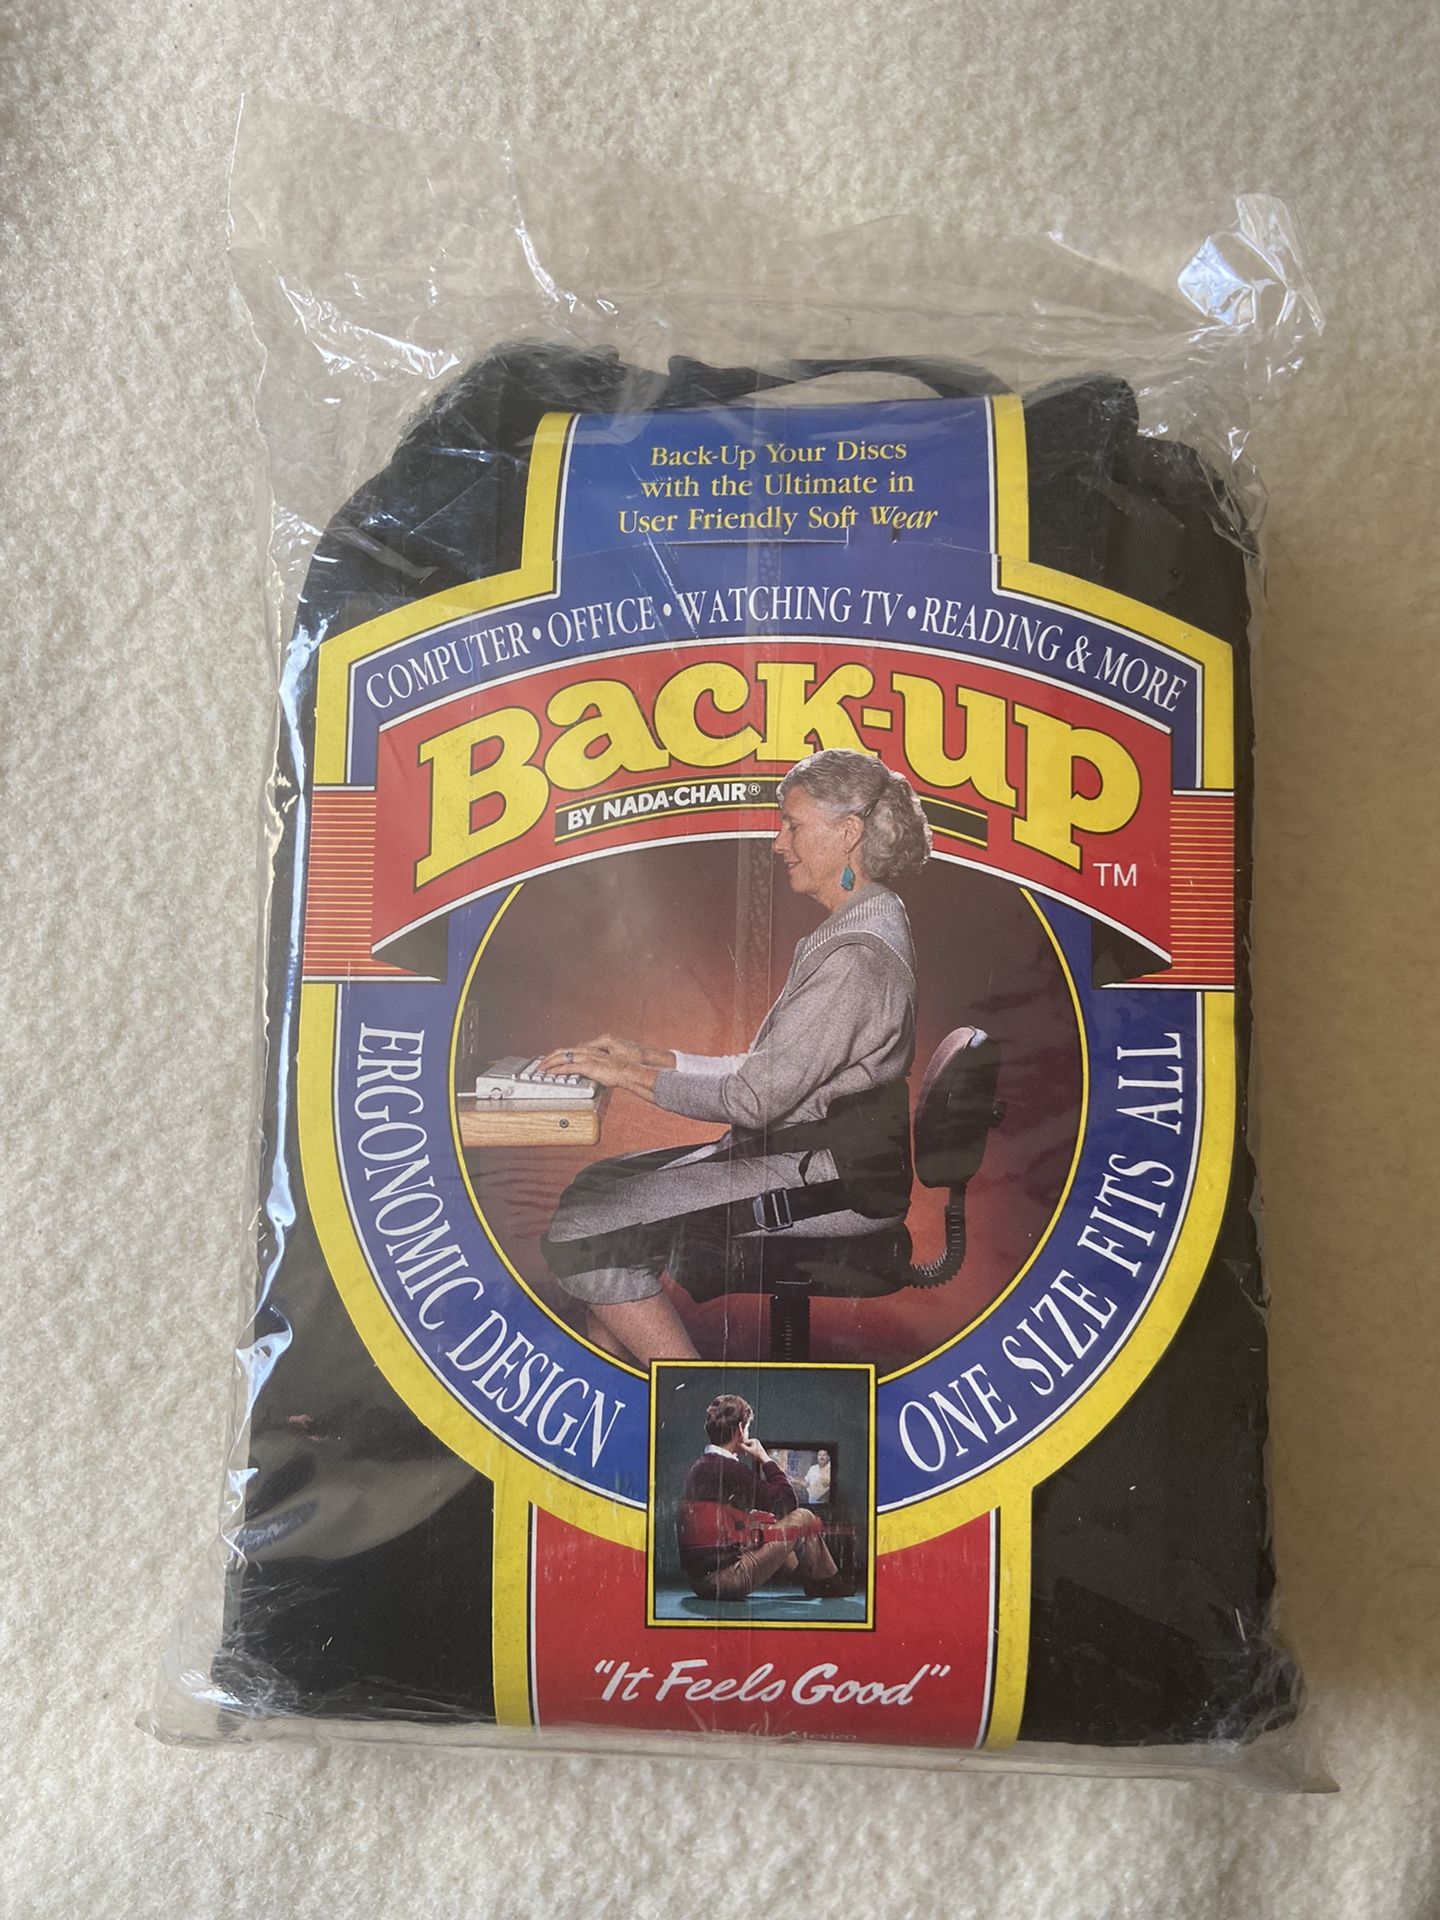 Back-Up Your Discs
with the Ultimate in
User Friendly Soft Wear
COMPUTER • OFFICE • WATCHING TV • READING & MORE
Back-up
BY NADA-CHAIR®
TM
ERGONOMIC DESIGN
ONE SIZE FITS ALL
"It Feels Good"
Mexico